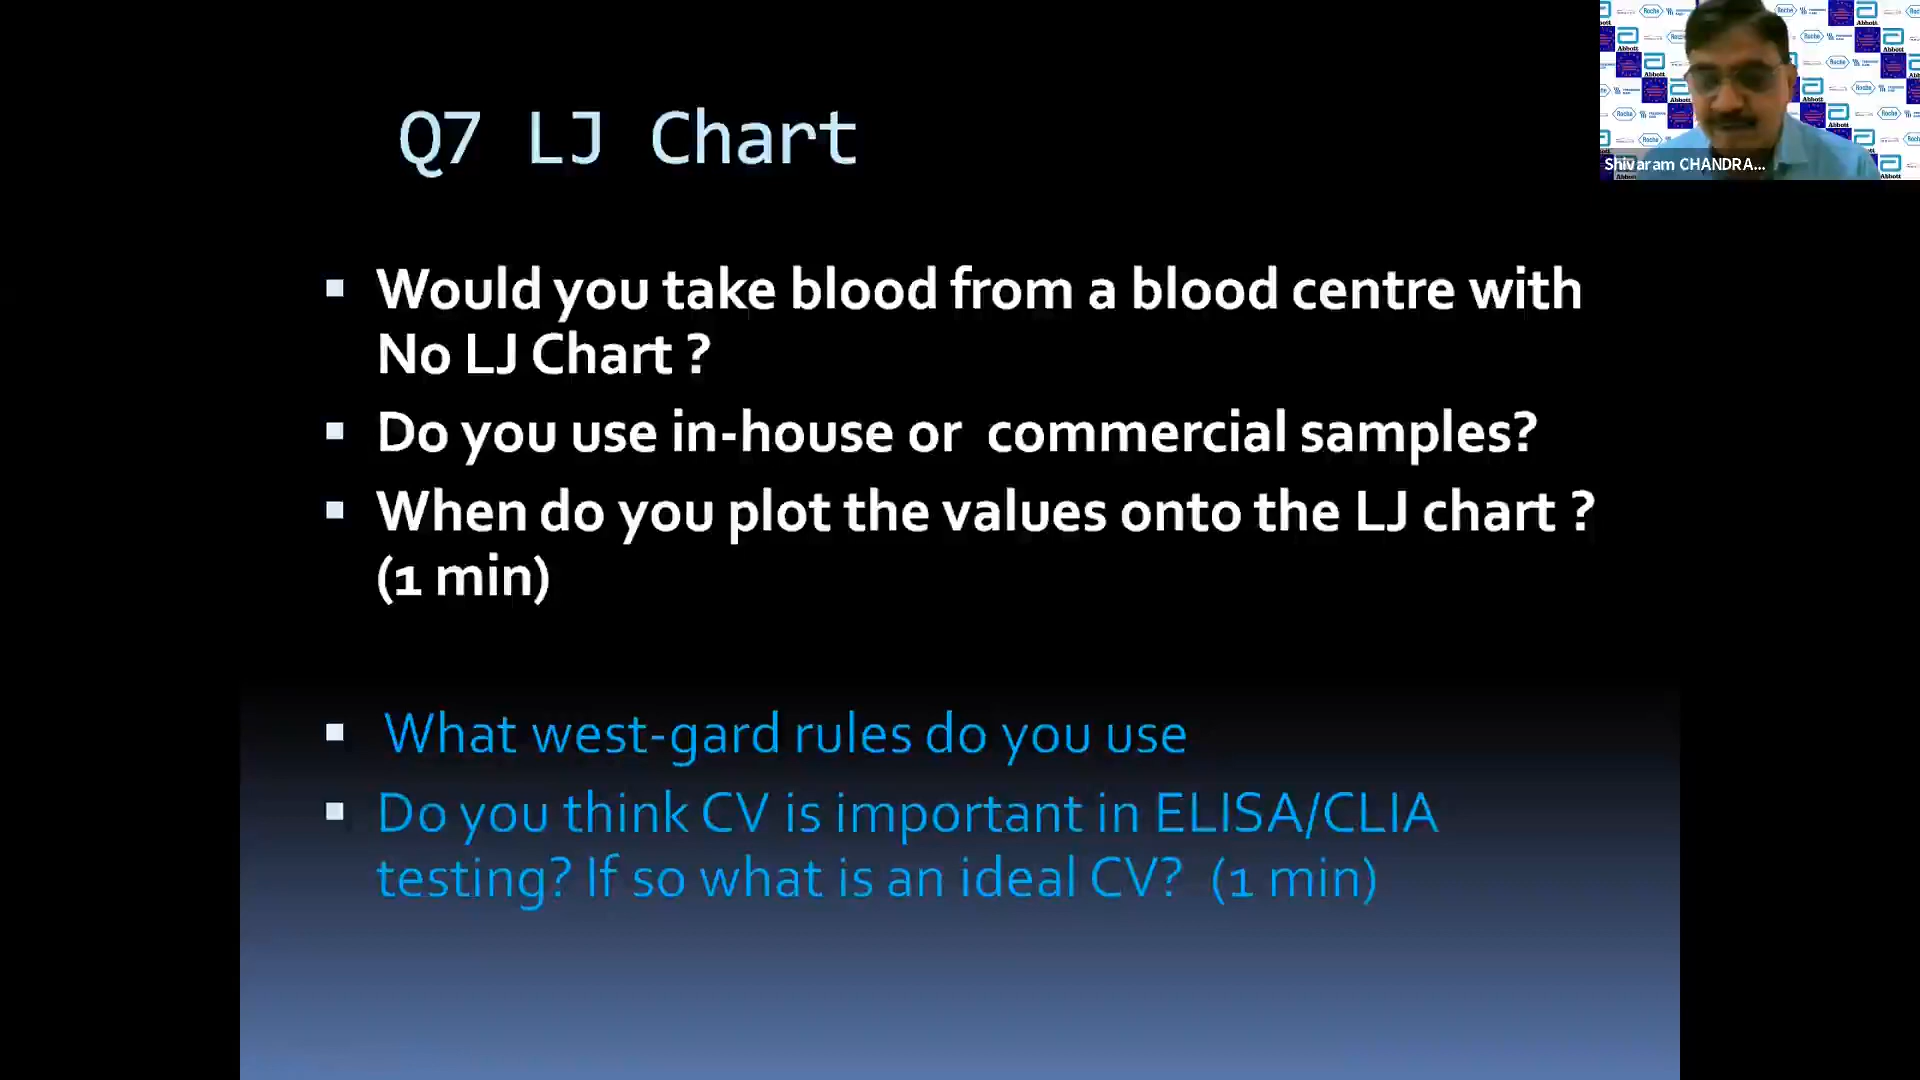 Q7 LJ Chart
Would you take blood from a blood centre with
No LJ Chart ?
Do you use in-house or commercial samples?
When do you plot the values onto the LJ chart ?
(1 min)
What west-gard rules do you use
Do you think CV is important in ELISA/CLIA
testing? If so what is an ideal CV? (1 min)
Shivaram CHANDRA...
Roche
Abbott